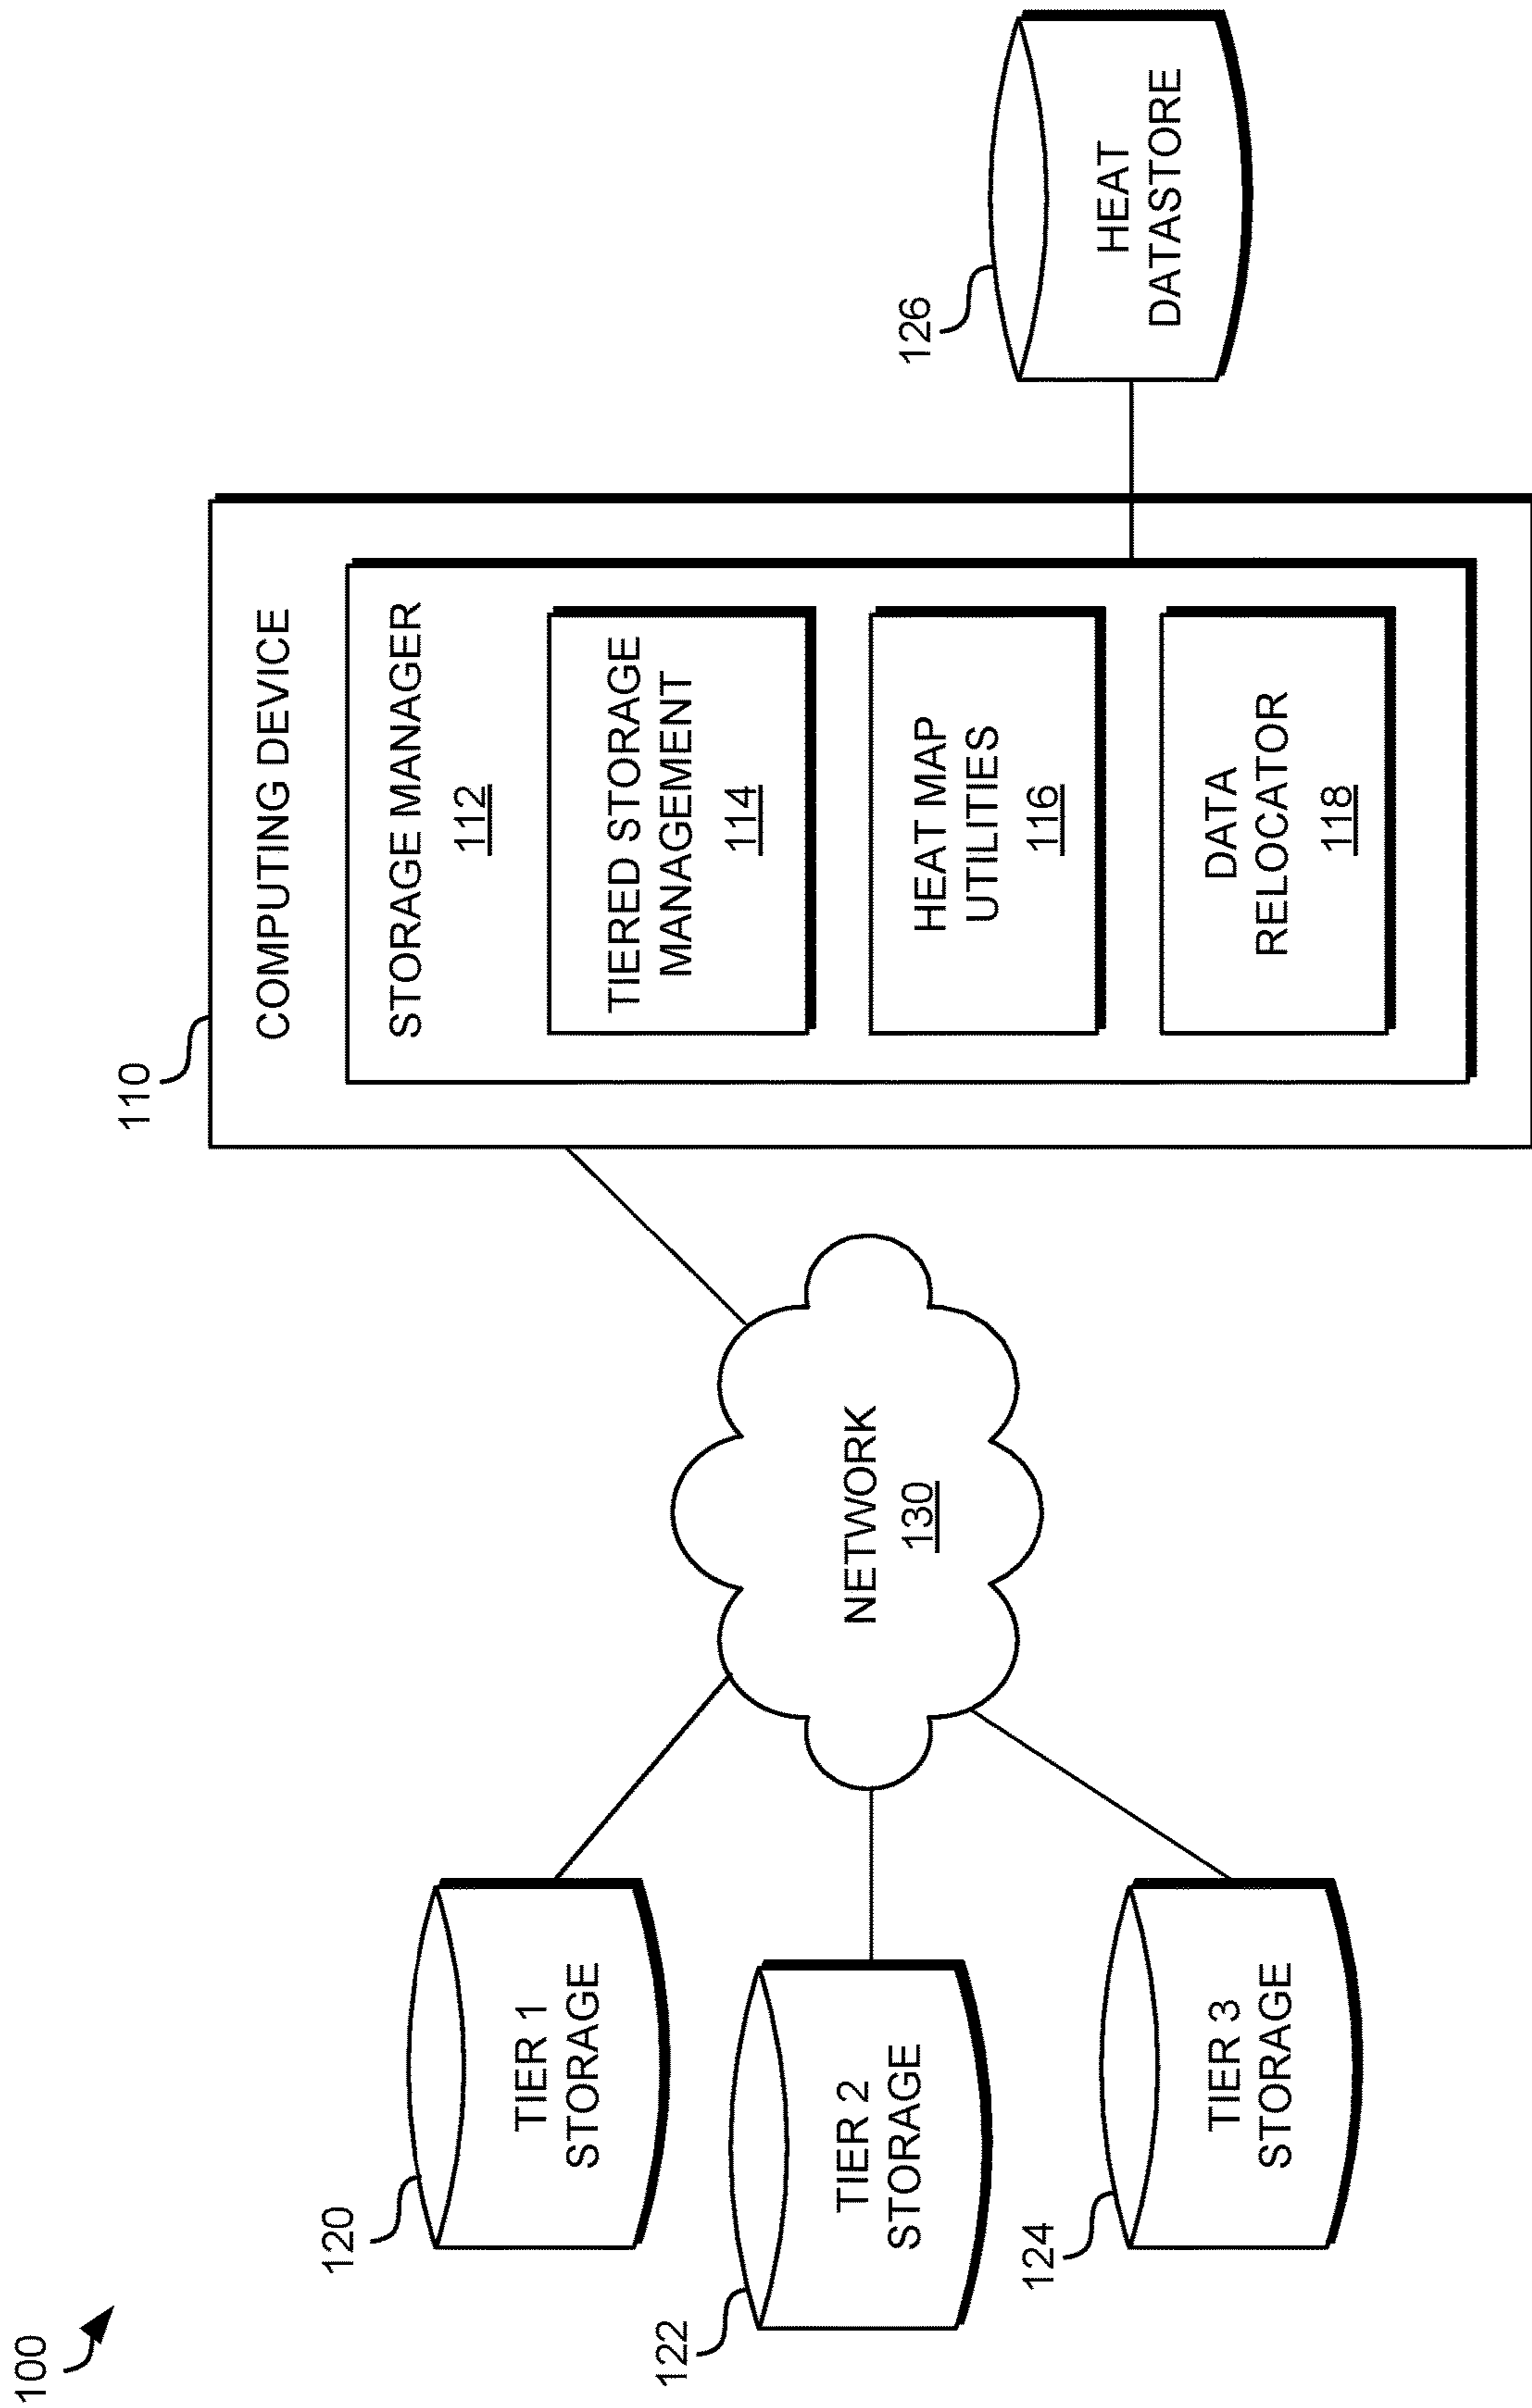 100
120
TIER 1
STORAGE
122
TIER 2
STORAGE
124
TIER 3
STORAGE
NETWORK
130
110
COMPUTING DEVICE
STORAGE MANAGER
112
TIERED STORAGE
MANAGEMENT
114
HEAT MAP
UTILITIES
116
DATA
RELOCATOR
118
126
HEAT
DATASTORE